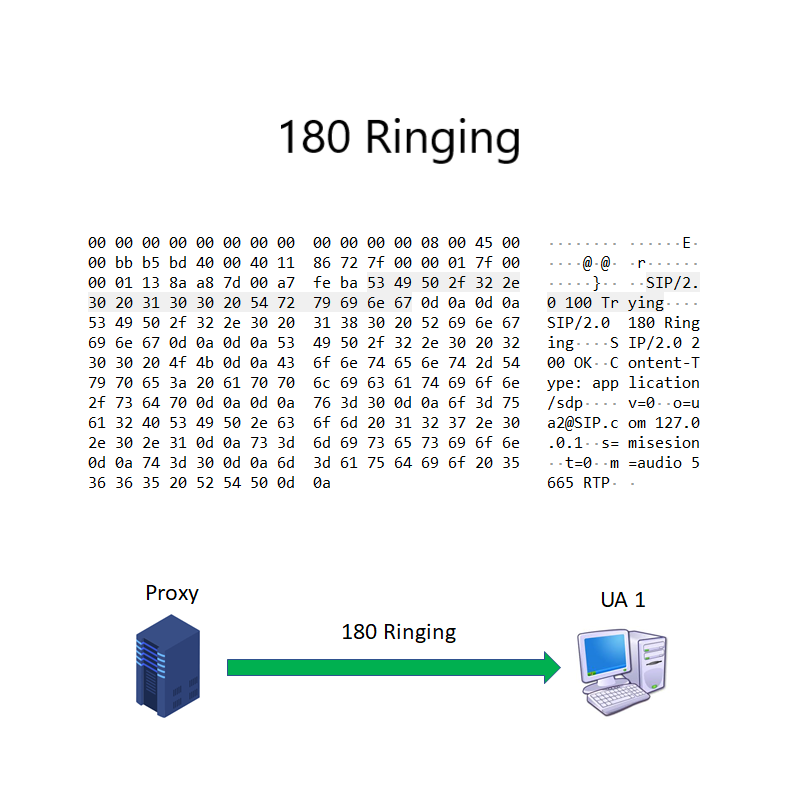 180 Ringing
00 00 00 00 00 00 00 00  00 00 00 00 08 00 45 00  ········ ······E·
00 bb b5 bd 40 00 40 11  86 72 7f 00 00 01 7f 00  ····@·@· ·r······
00 01 13 8a a8 7d 00 a7  fe ba 53 49 50 2f 32 2e  ·····}·· ··SIP/2.
30 20 31 30 30 20 54 72  79 69 6e 67 0d 0a 0d 0a  0 100 Tr ying····
53 49 50 2f 32 2e 30 20  31 38 30 20 52 69 6e 67  SIP/2.0  180 Ring
69 6e 67 0d 0a 0d 0a 53  49 50 2f 32 2e 30 20 32  ing····S IP/2.0 2
30 30 20 4f 4b 0d 0a 43  6f 6e 74 65 6e 74 2d 54  00 OK··C ontent-T
79 70 65 3a 20 61 70 70  6c 69 63 61 74 69 6f 6e  ype: app lication
2f 73 64 70 0d 0a 0d 0a  76 3d 30 0d 0a 6f 3d 75  /sdp···· v=0··o=u
61 32 40 53 49 50 2e 63  6f 6d 20 31 32 37 2e 30  a2@SIP.c om 127.0
2e 30 2e 31 0d 0a 73 3d  6d 69 73 65 73 69 6f 6e  .0.1··s= misesion
0d 0a 74 3d 30 0d 0a 6d  3d 61 75 64 69 6f 20 35  ··t=0··m =audio 5
36 36 35 20 52 54 50 0d  0a  665 RTP· ·
Proxy
UA 1
180 Ringing